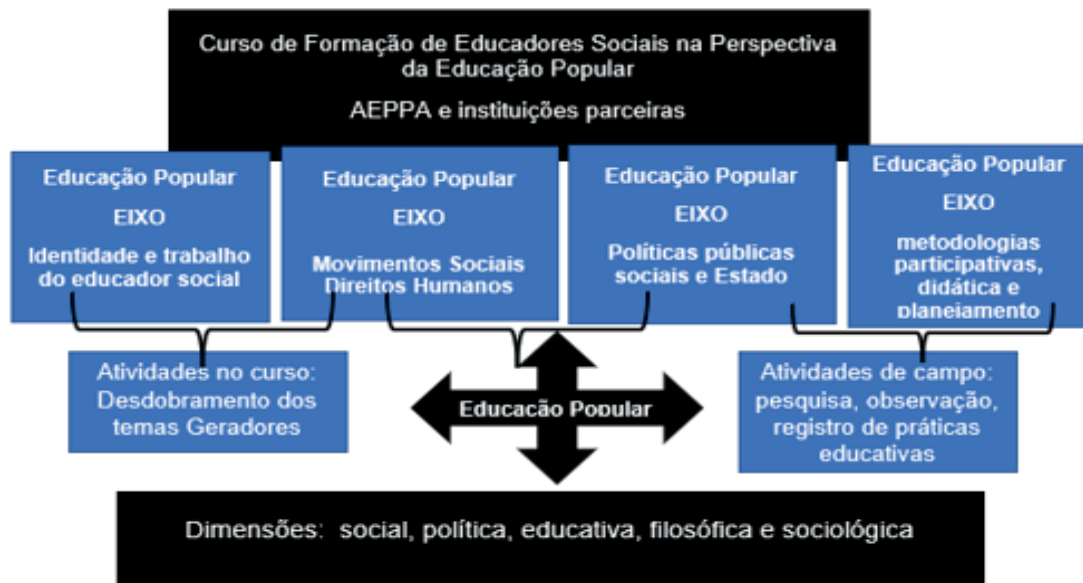 Curso de Formação de Educadores Sociais na Perspectiva
da Educação Popular
AEPPA e instituições parceiras
Educação Popular
EIXO
Identidade e trabalho
do educador social
Educação Popular
EIXO
Movimentos Sociais
Direitos Humanos
Educação Popular
EIXO
Políticas públicas
sociais e Estado
Educação Popular
EIXO
metodologias
participativas,
didática e
planejamento
Atividades no curso:
Desdobramento dos
temas Geradores
Educação Popular
Atividades de campo:
pesquisa, observação,
registro de práticas
educativas
Dimensões: social, política, educativa, filosófica e sociológica